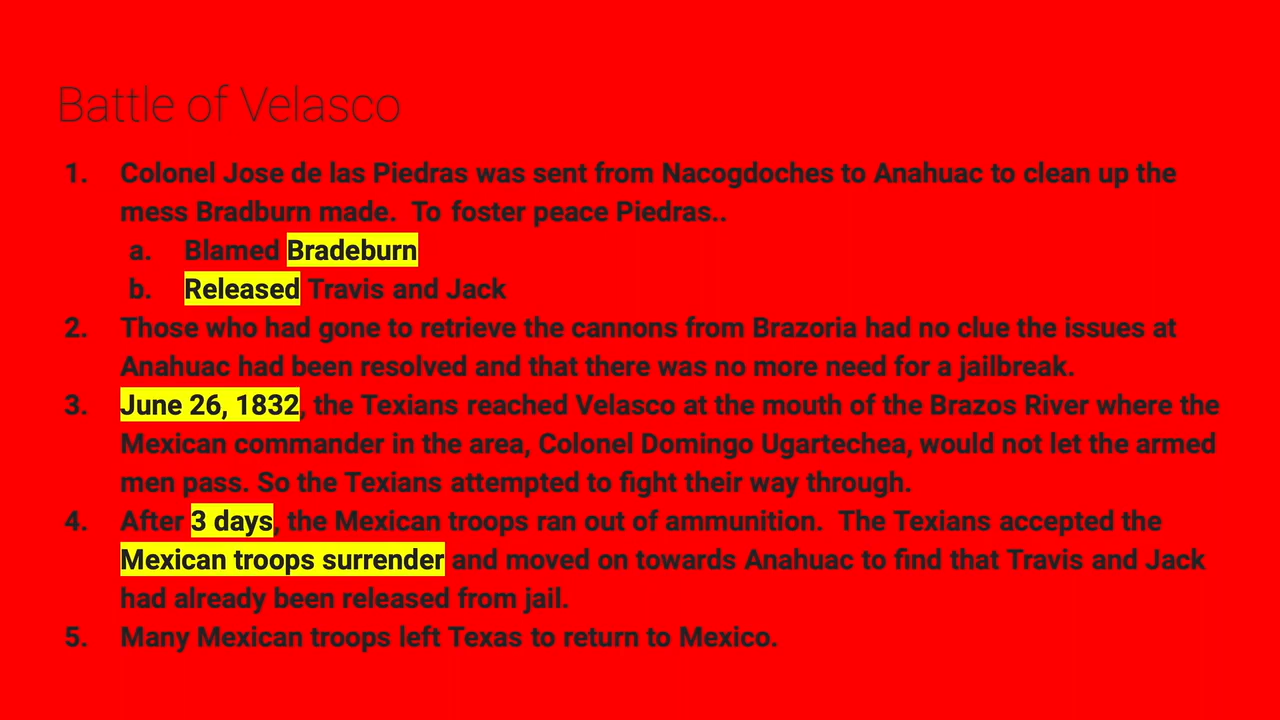 Battle of Velasco
1. Colonel Jose de las Piedras was sent from Nacogdoches to Anahuac to clean up the
mess Bradburn made.  To foster peace Piedras..
a. Blamed Bradeburn
b. Released Travis and Jack
2. Those who had gone to retrieve the cannons from Brazoria had no clue the issues at
Anahuac had been resolved and that there was no more need for a jailbreak.
3. June 26, 1832, the Texians reached Velasco at the mouth of the Brazos River where the
Mexican commander in the area, Colonel Domingo Ugartechea, would not let the armed
men pass. So the Texians attempted to fight their way through.
4. After 3 days, the Mexican troops ran out of ammunition.  The Texians accepted the
Mexican troops surrender and moved on towards Anahuac to find that Travis and Jack
had already been released from jail.
5. Many Mexican troops left Texas to return to Mexico.